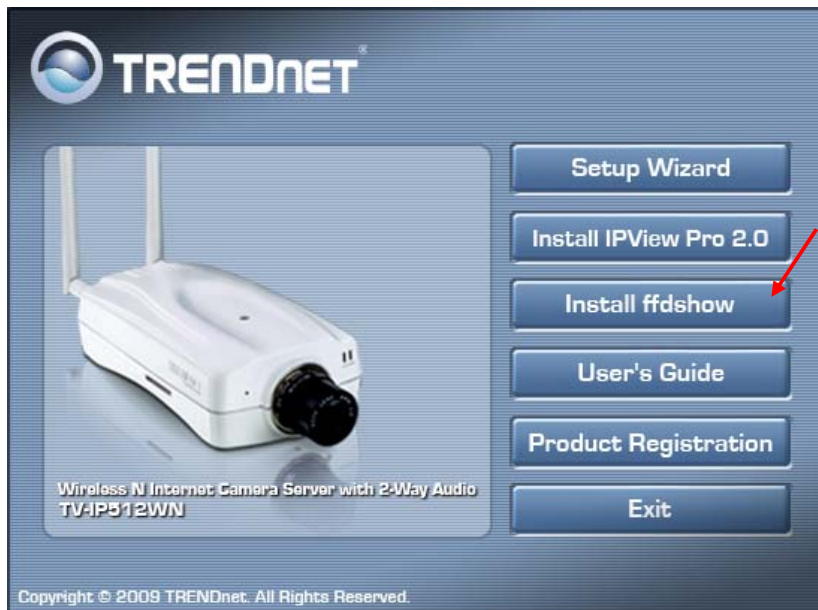 TRENDNET®
Setup Wizard
Install IPView Pro 2.0
Install ffdshow
User's Guide
Product Registration
Exit
Wireless N Internet Camera Server with 2-Way Audio
TV-IP512WN
Copyright © 2009 TRENDnet. All Rights Reserved.